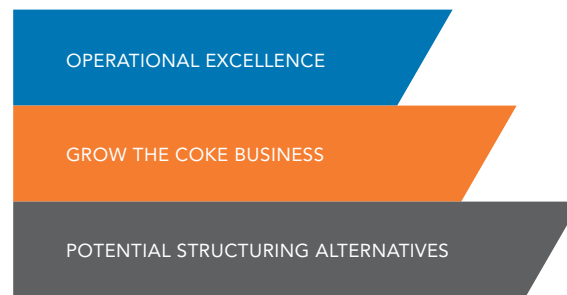 OPERATIONAL EXCELLENCE
GROW THE COKE BUSINESS
POTENTIAL STRUCTURING ALTERNATIVES